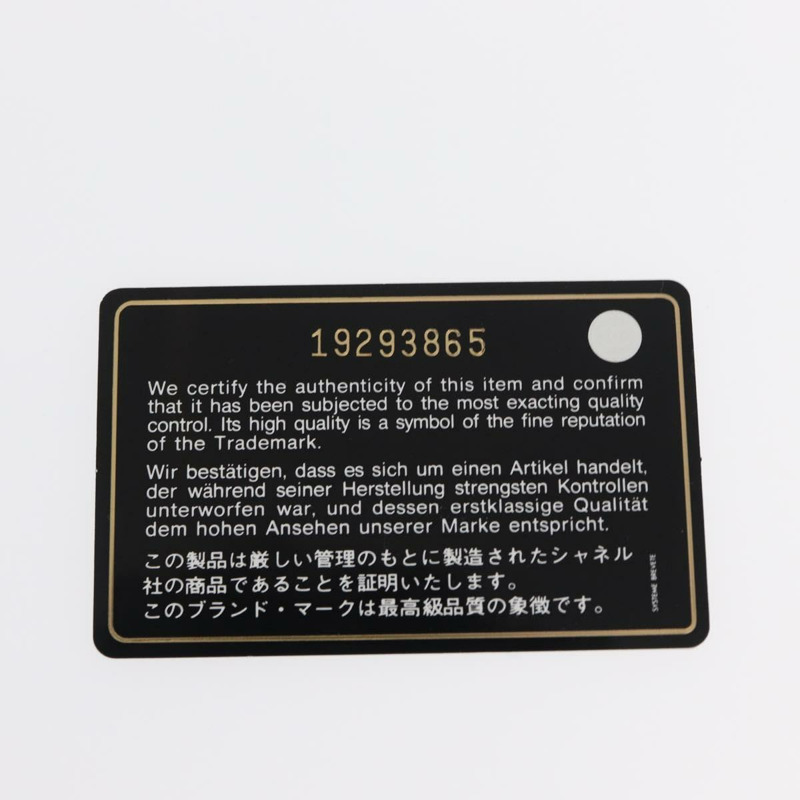 19293865
We certify the authenticity of this item and confirm
that it has been subjected to the most exacting quality
control. Its high quality is a symbol of the fine reputation
of the Trademark.
Wir bestätigen, dass es sich um einen Artikel handelt,
der während seiner Herstellung strengsten Kontrollen
unterworfen war, und dessen erstklassige Qualität
dem hohen Ansehen unserer Marke entspricht.
この製品は厳しい管理のもとに製造されたシャネル
社の商品であることを証明いたします。
このブランド・マークは最高級品質の象徴です。
SYSTEME BREVETE